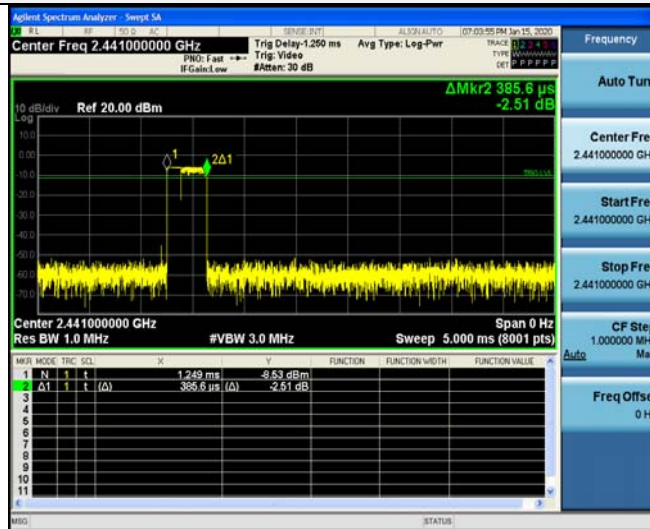 Agilent Spectrum Analyzer - Swept SA
RL RF 50 Ω AC SENSE:INT ALIGN AUTO 07:03:55 PM Jan 15, 2020
Center Freq 2.441000000 GHz Trig Delay-1.250 ms Avg Type: Log-Pwr TRACE 1 2 3 4 5 6
PNO: Fast Trig: Video TYPE
IFGain:Low #Atten: 30 dB DET P P P P P P
ΔMkr2 385.6 µs
-2.51 dB
10 dB/div Ref 20.00 dBm
Log
10.0
0.00
-10.0
-20.0
-30.0
-40.0
-50.0
-60.0
-70.0
1
2Δ1
TRIG LVL
Center 2.441000000 GHz Span 0 Hz
Res BW 1.0 MHz #VBW 3.0 MHz Sweep 5.000 ms (8001 pts)
MKR MODE TRC SCL X Y FUNCTION FUNCTION WIDTH FUNCTION VALUE
1 N 1 t 1.249 ms -8.53 dBm
2 Δ1 1 t (Δ) 385.6 µs (Δ) -2.51 dB
3
4
5
6
7
8
9
10
11
MSG STATUS
Frequency
Auto Tun
Center Fre
2.441000000 GH
Start Fre
2.441000000 GH
Stop Fre
2.441000000 GH
CF Ste
1.000000 MH
Auto Ma
Freq Offse
0 H